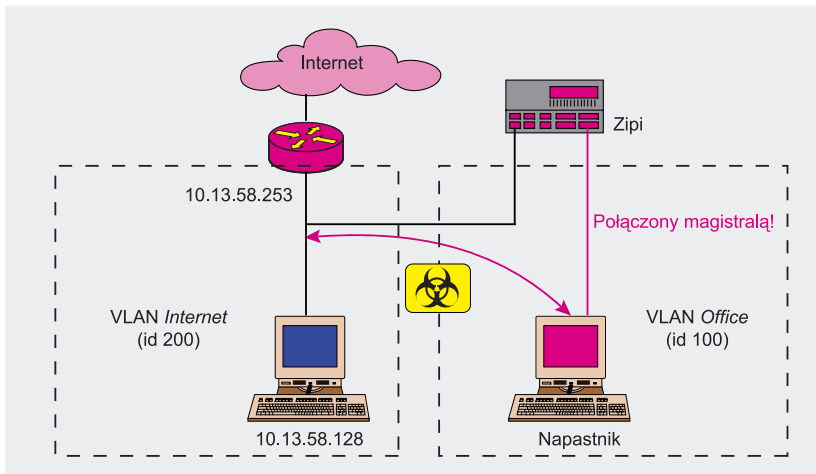 Internet
Zipi
10.13.58.253
Połączony magistralą!
VLAN Internet
(id 200)
VLAN Office
(id 100)
10.13.58.128
Napastnik